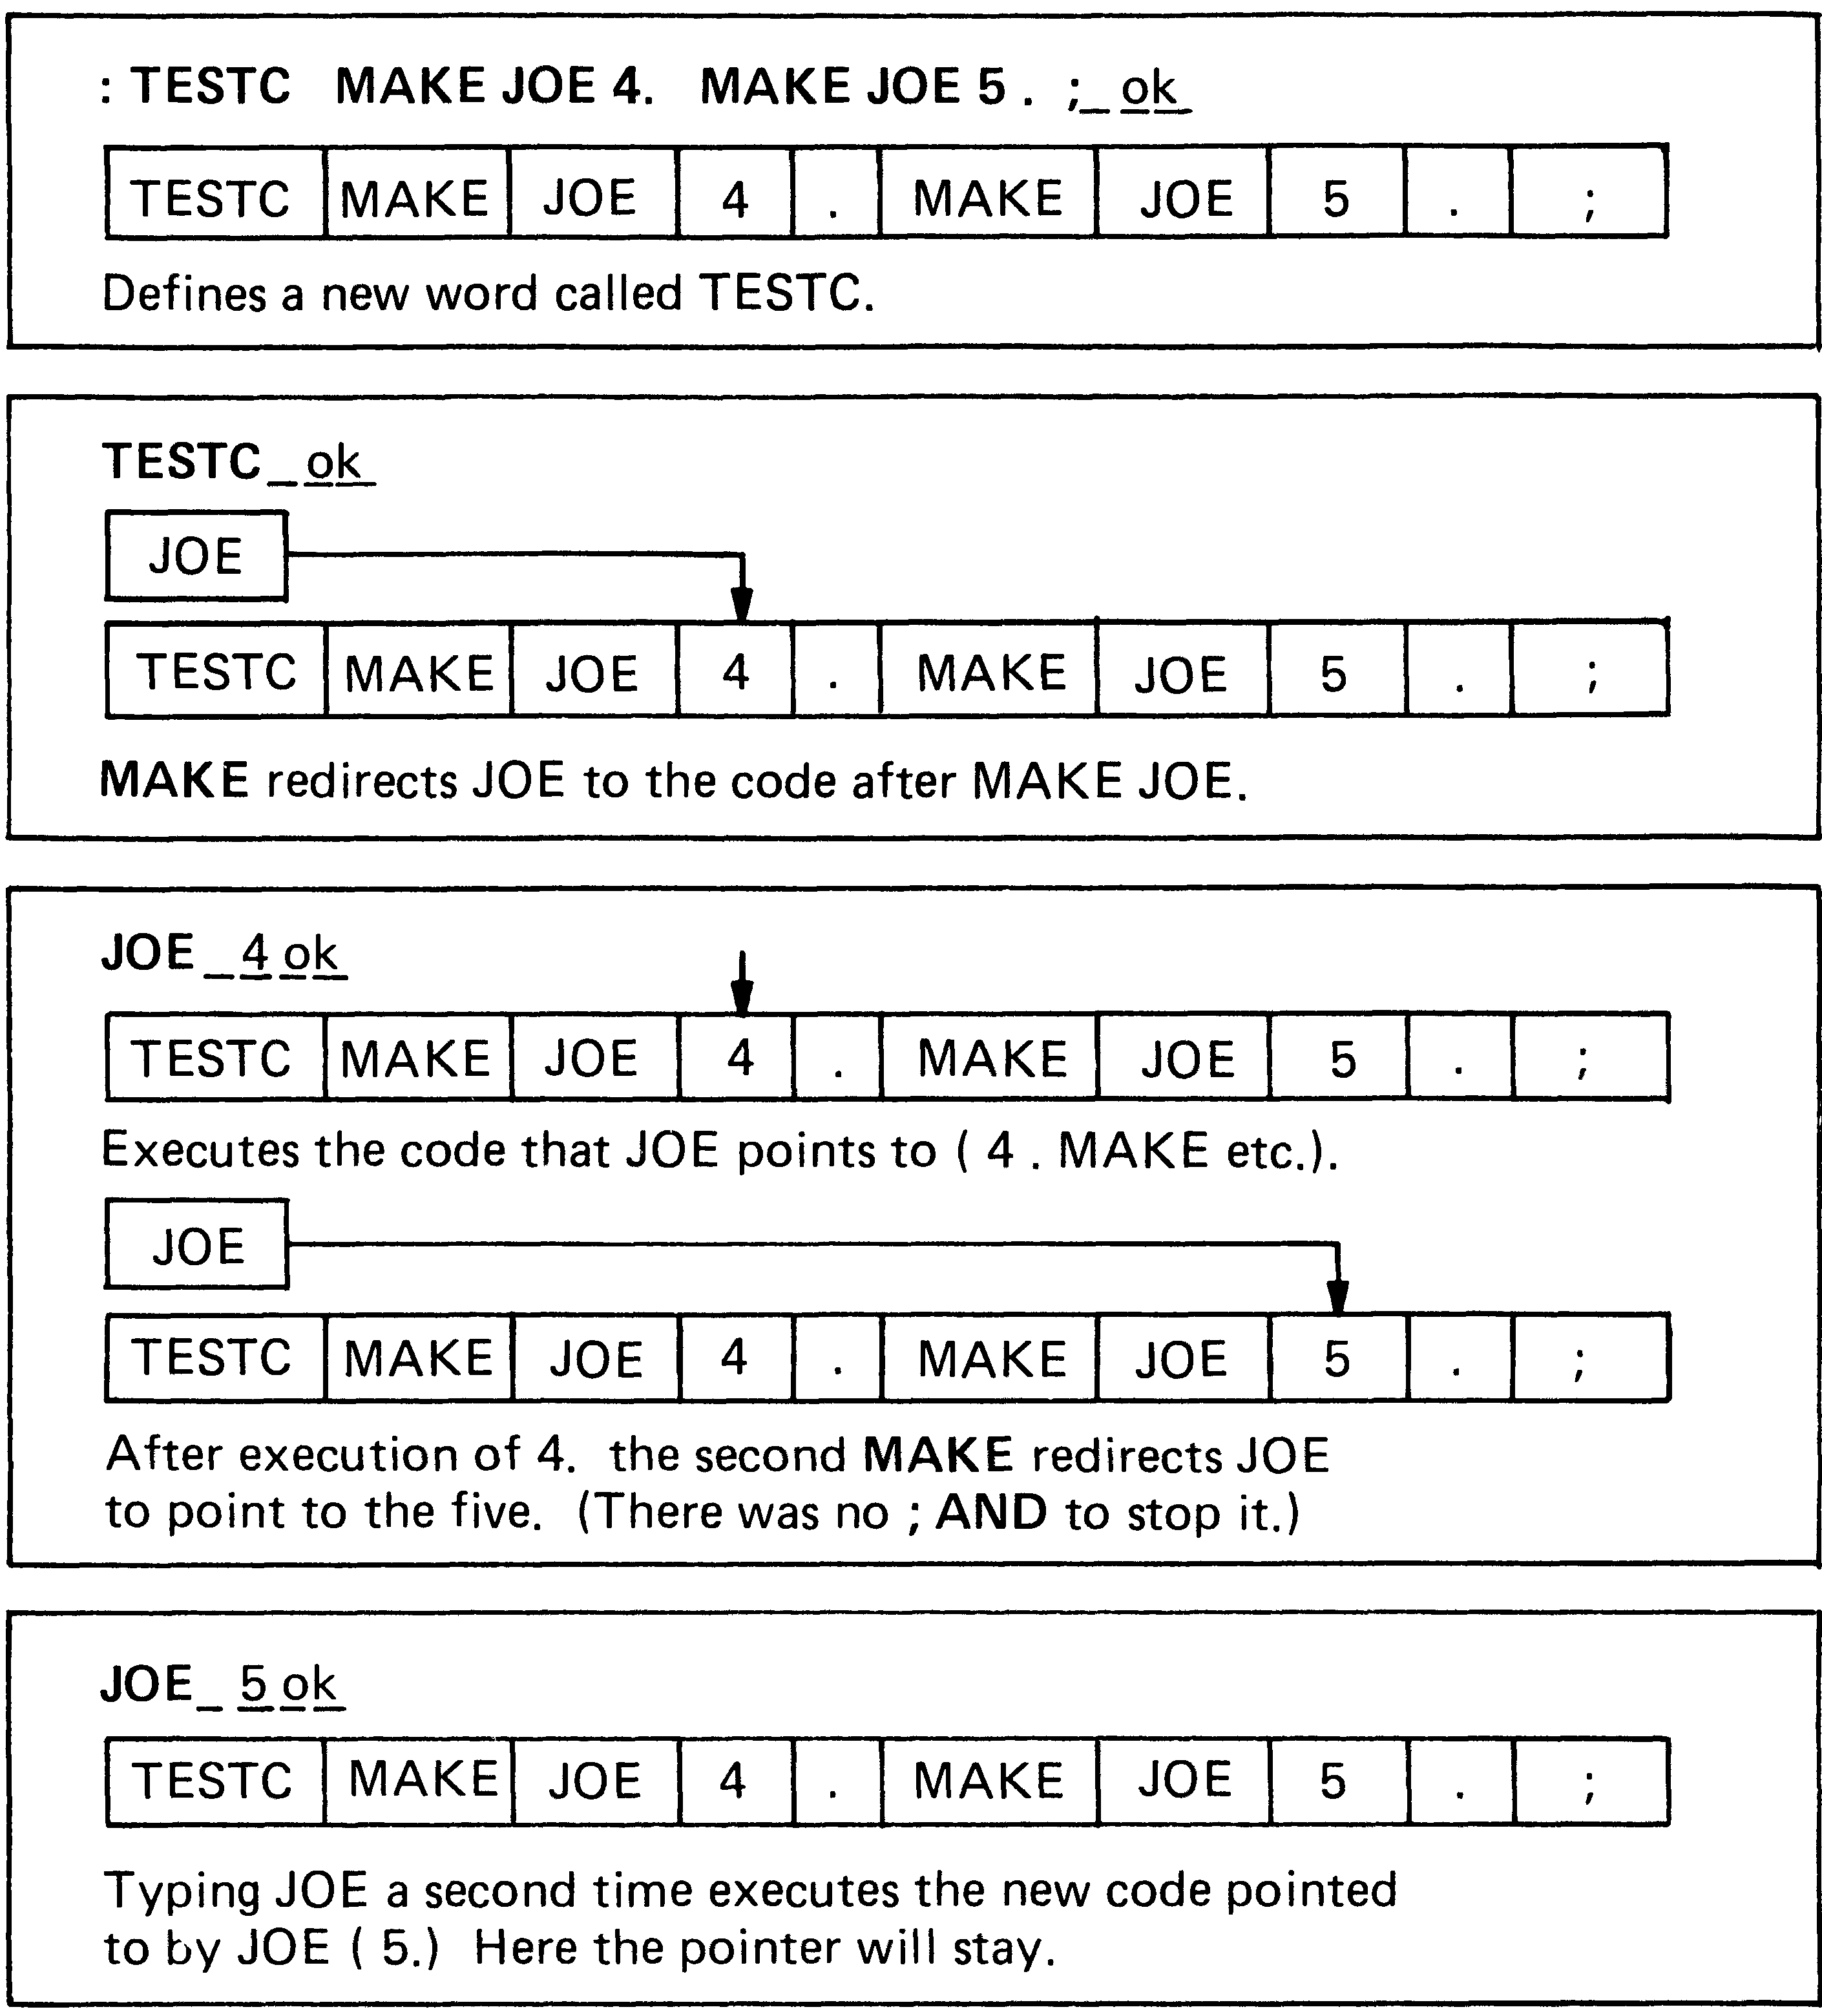 : TESTC MAKE JOE 4. MAKE JOE 5 . ; ok
TESTC MAKE JOE 4 . MAKE JOE 5 . ;
Defines a new word called TESTC.
TESTC ok
JOE
TESTC MAKE JOE 4 . MAKE JOE 5 . ;
MAKE redirects JOE to the code after MAKE JOE.
JOE 4 ok
TESTC MAKE JOE 4 . MAKE JOE 5 . ;
Executes the code that JOE points to ( 4 . MAKE etc.).
JOE
TESTC MAKE JOE 4 . MAKE JOE 5 . ;
After execution of 4. the second MAKE redirects JOE
to point to the five. (There was no ; AND to stop it.)
JOE 5 ok
TESTC MAKE JOE 4 . MAKE JOE 5 . ;
Typing JOE a second time executes the new code pointed
to by JOE ( 5.) Here the pointer will stay.